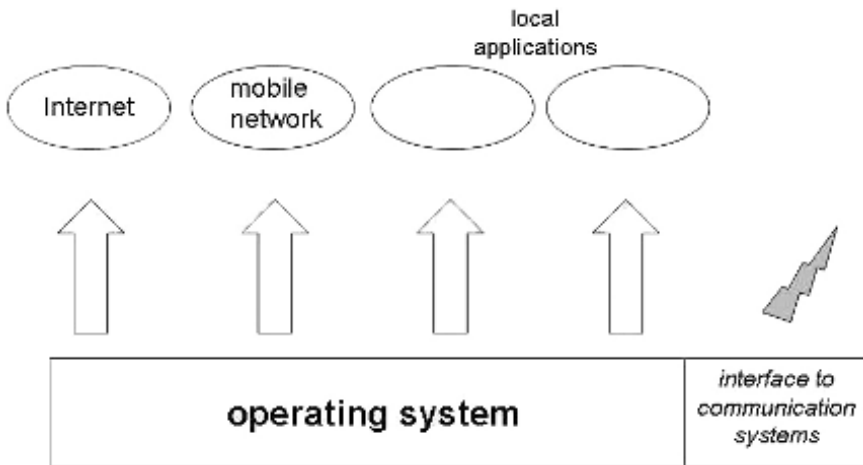 local
applications
Internet
mobile
network
operating system
interface to
communication
systems